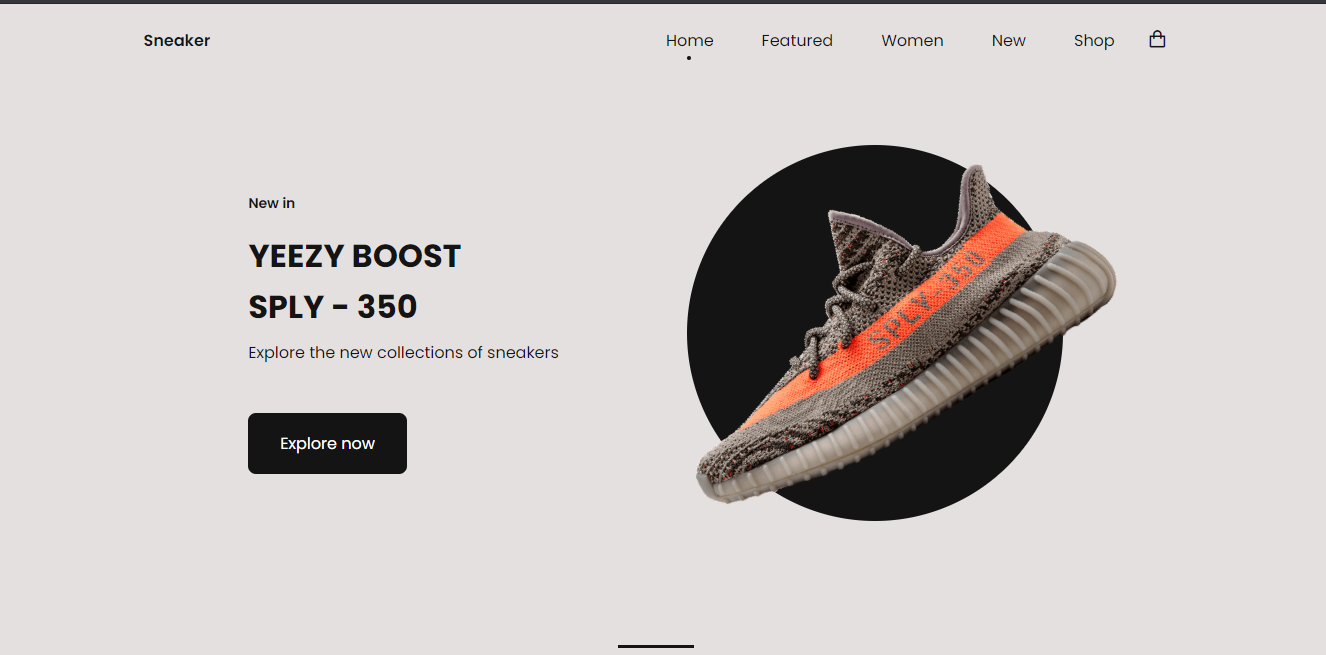 Sneaker
Home Featured Women New Shop
New in
YEEZY BOOST
SPLY - 350
Explore the new collections of sneakers
Explore now
SPLY 350